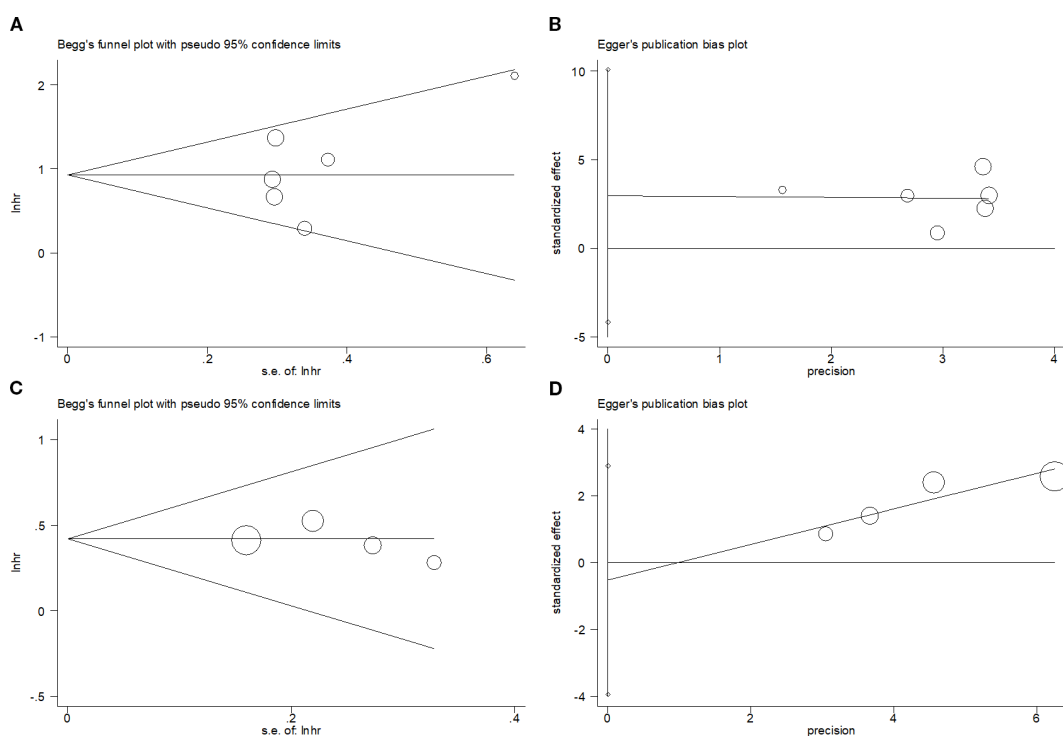 A
Begg's funnel plot with pseudo 95% confidence limits
lnhr
2
1
0
-1
0
.2
.4
.6
s.e. of: lnhr
B
Egger's publication bias plot
standardized effect
10
5
0
-5
0
1
2
3
4
precision
C
Begg's funnel plot with pseudo 95% confidence limits
lnhr
1
.5
0
-.5
0
.2
.4
s.e. of: lnhr
D
Egger's publication bias plot
standardized effect
4
2
0
-2
-4
0
2
4
6
precision